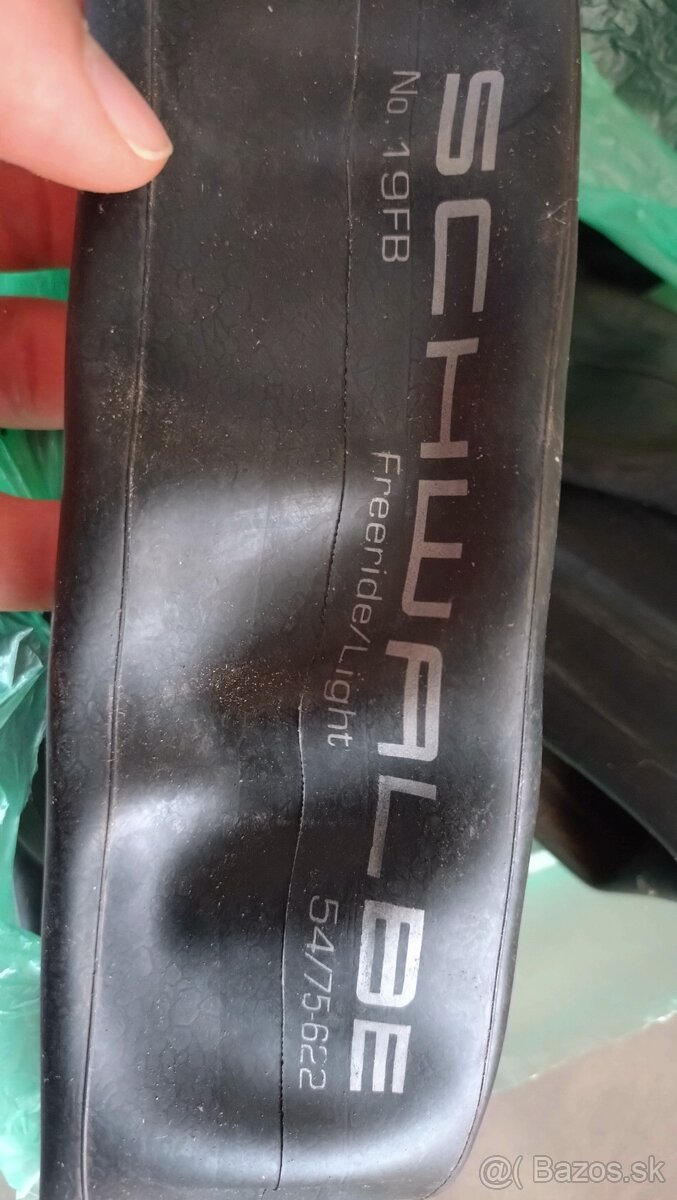 SCHWALBE
No. 19FB Freeride/Light 54/75-622
@( Bazos.sk